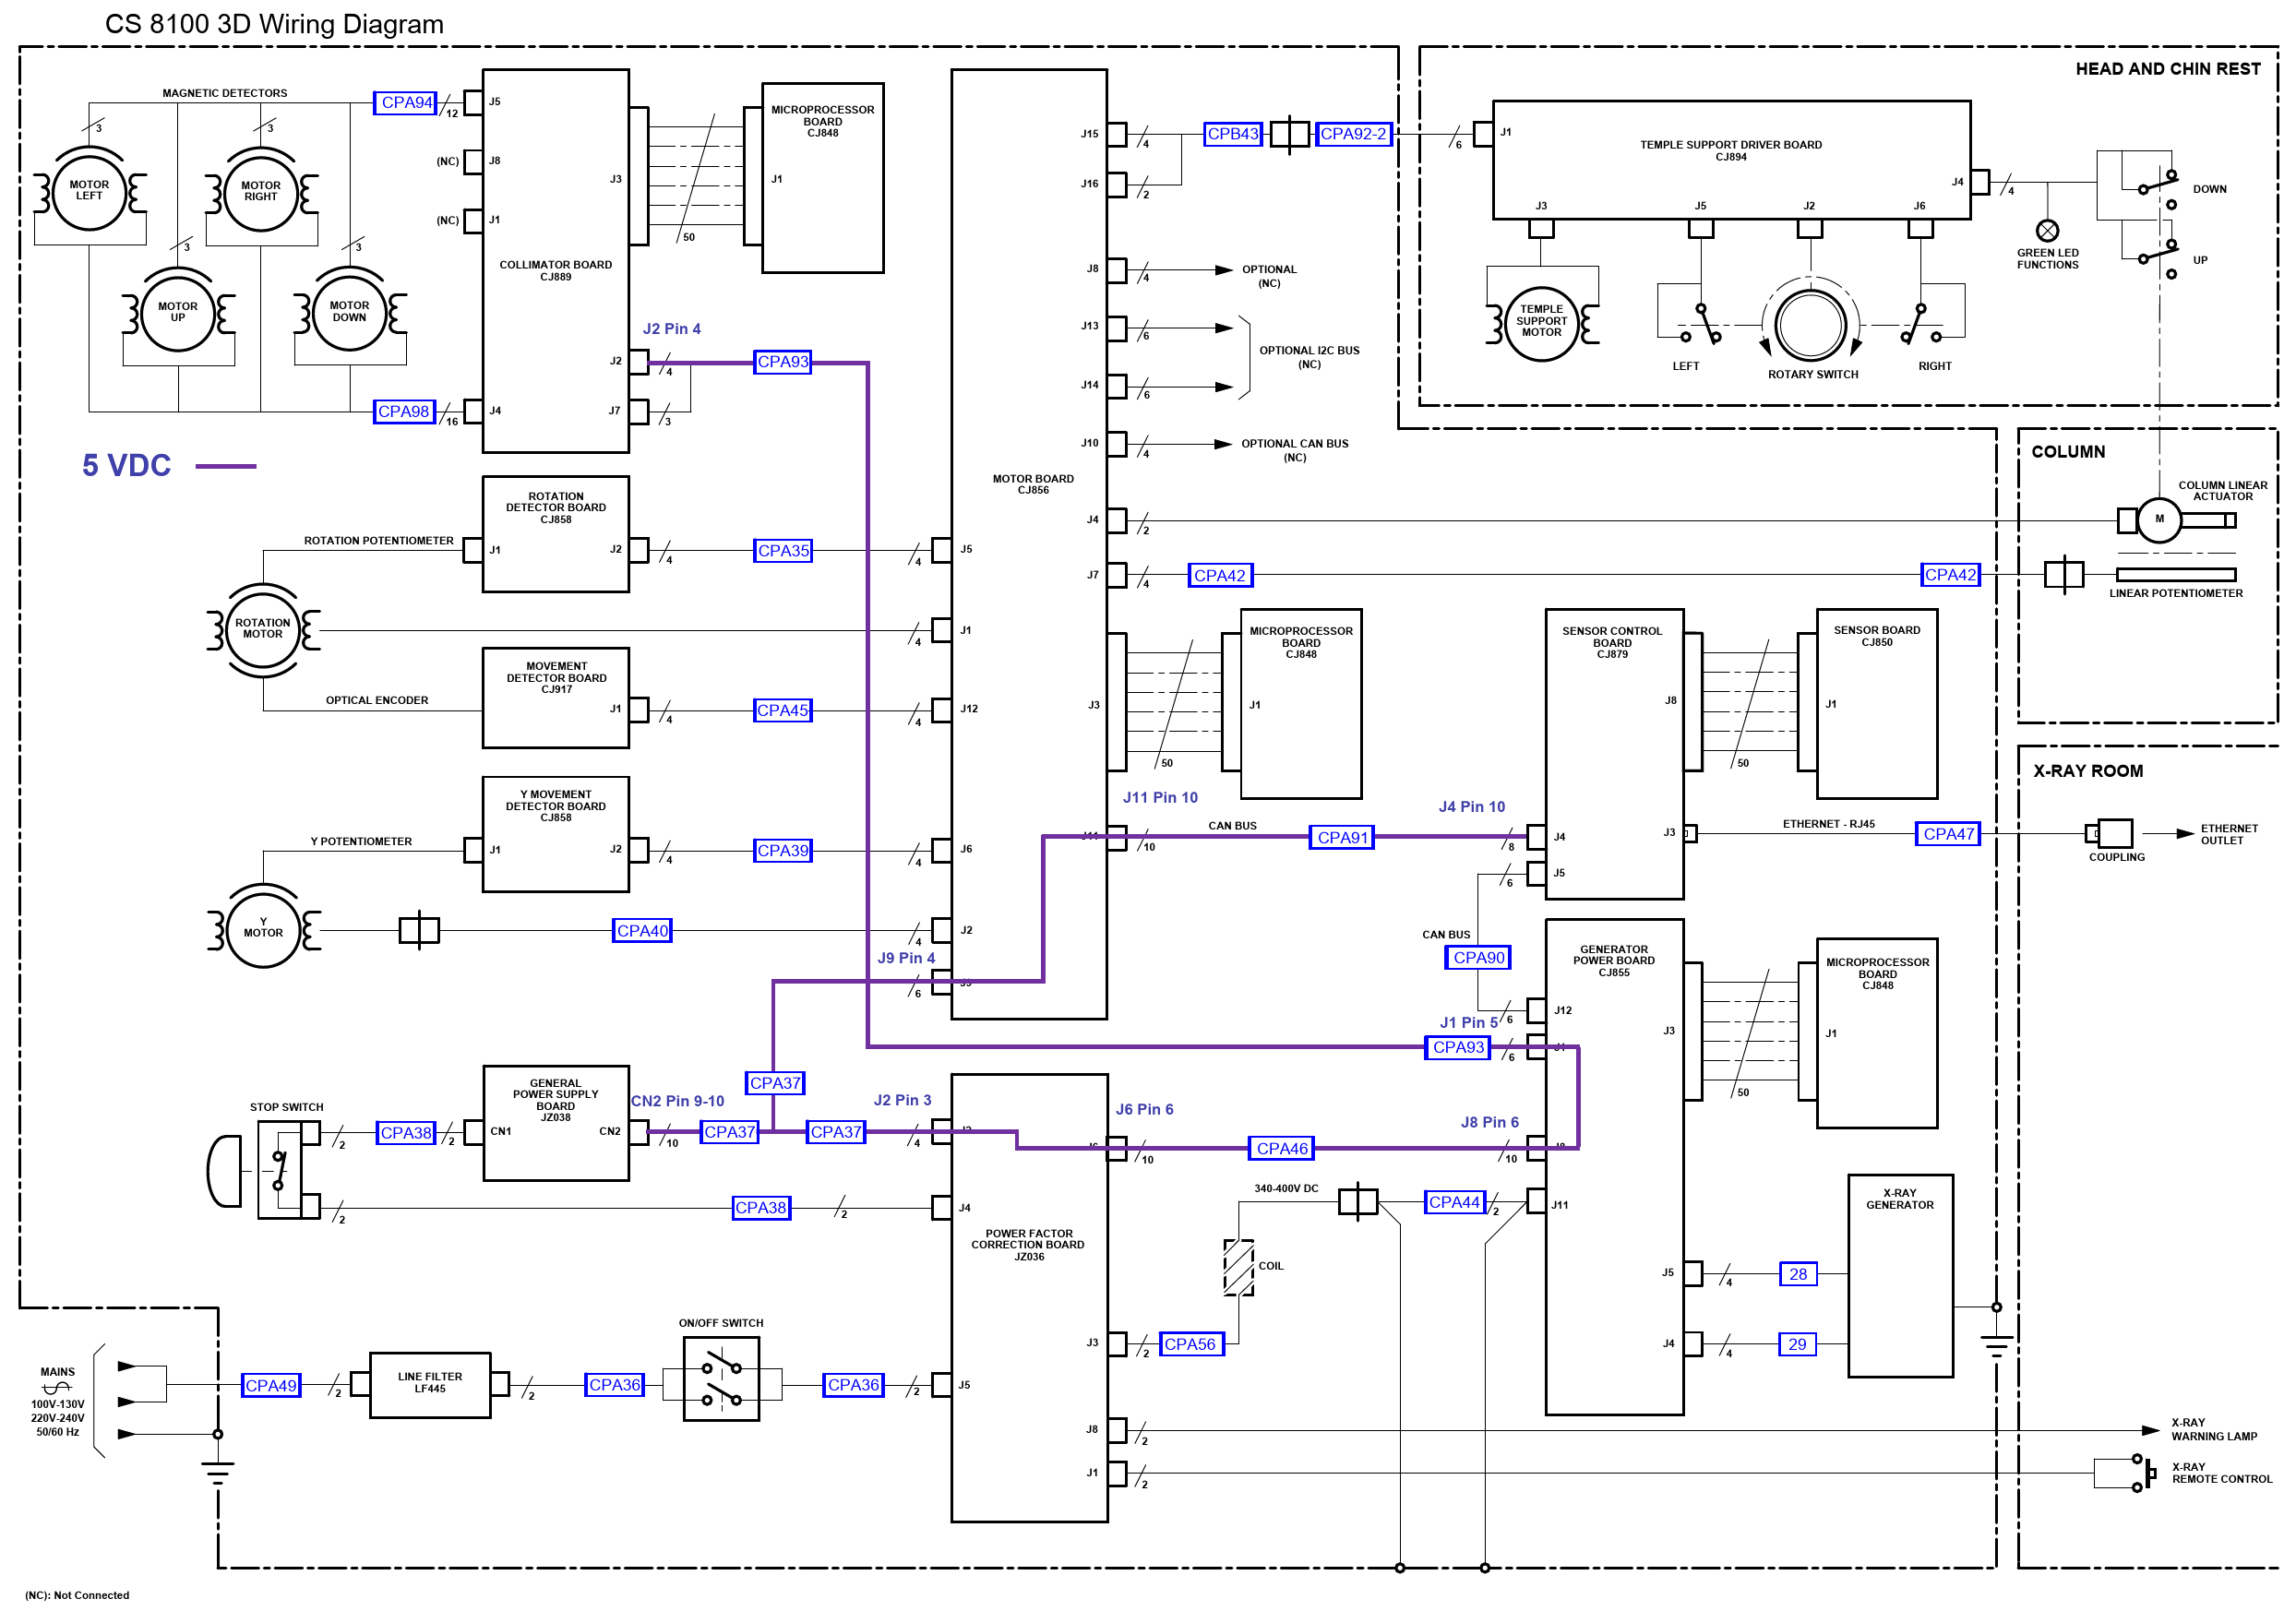 CS 8100 3D Wiring Diagram
MAGNETIC DETECTORS
CPA94
12
J5
3
3
MOTOR
LEFT
MOTOR
RIGHT
3
3
MOTOR
UP
MOTOR
DOWN
(NC)
J8
(NC)
J1
J3
COLLIMATOR BOARD
CJ889
J2
J7
J4
CPA98
16
50
MICROPROCESSOR
BOARD
CJ848
J1
J2 Pin 4
4
CPA93
3
5 VDC
ROTATION
DETECTOR BOARD
CJ858
ROTATION POTENTIOMETER
J1
J2
4
CPA35
4
J5
ROTATION
MOTOR
4
J1
MOVEMENT
DETECTOR BOARD
CJ917
OPTICAL ENCODER
J1
4
CPA45
4
J12
Y MOVEMENT
DETECTOR BOARD
CJ858
Y POTENTIOMETER
J1
J2
4
CPA39
4
J6
Y
MOTOR
CPA40
4
J2
J9 Pin 4
6
MOTOR BOARD
CJ856
J15
4
J16
2
CPB43
CPA92-2
6
J8
4
OPTIONAL
(NC)
J13
6
OPTIONAL I2C BUS
(NC)
J14
6
J10
4
OPTIONAL CAN BUS
(NC)
J4
2
J7
4
CPA42
CPA42
J3
50
MICROPROCESSOR
BOARD
CJ848
J1
J11 Pin 10
J11
10
CAN BUS
CPA91
J4 Pin 10
8
HEAD AND CHIN REST
J1
TEMPLE SUPPORT DRIVER BOARD
CJ894
J4
4
J3
J5
J2
J6
TEMPLE
SUPPORT
MOTOR
LEFT
ROTARY SWITCH
RIGHT
GREEN LED
FUNCTIONS
DOWN
UP
COLUMN
COLUMN LINEAR
ACTUATOR
M
LINEAR POTENTIOMETER
SENSOR CONTROL
BOARD
CJ879
J8
J4
J3
J5
50
SENSOR BOARD
CJ850
J1
X-RAY ROOM
ETHERNET - RJ45
CPA47
COUPLING
ETHERNET
OUTLET
6
CAN BUS
CPA90
6
GENERATOR
POWER BOARD
CJ855
J12
J1 Pin 5
CPA93
6
J3
50
MICROPROCESSOR
BOARD
CJ848
J1
STOP SWITCH
2
CPA38
2
GENERAL
POWER SUPPLY
BOARD
JZ038
CN1
CN2
CN2 Pin 9-10
10
CPA37
CPA37
CPA37
J2 Pin 3
4
J6 Pin 6
10
CPA46
J8 Pin 6
10
2
CPA38
2
J4
POWER FACTOR
CORRECTION BOARD
JZ036
340-400V DC
CPA44
2
J11
COIL
J3
2
CPA56
J5
4
28
J4
4
29
X-RAY
GENERATOR
MAINS
100V-130V
220V-240V
50/60 Hz
CPA49
2
LINE FILTER
LF445
2
CPA36
ON/OFF SWITCH
CPA36
2
J5
J8
2
X-RAY
WARNING LAMP
J1
2
X-RAY
REMOTE CONTROL
(NC): Not Connected